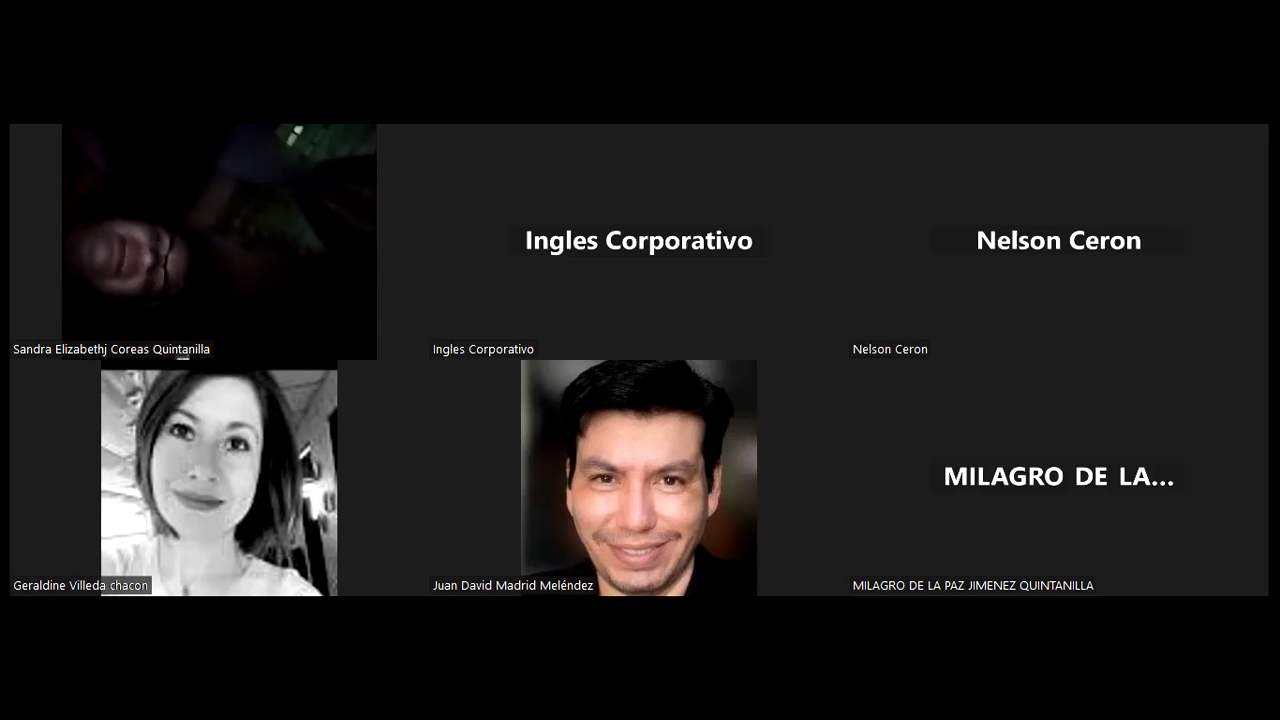 Ingles Corporativo
Nelson Ceron
Sandra Elizabethj Coreas Quintanilla
Ingles Corporativo
Nelson Ceron
MILAGRO DE LA...
Geraldine Villeda chacon
Juan David Madrid Meléndez
MILAGRO DE LA PAZ JIMENEZ QUINTANILLA